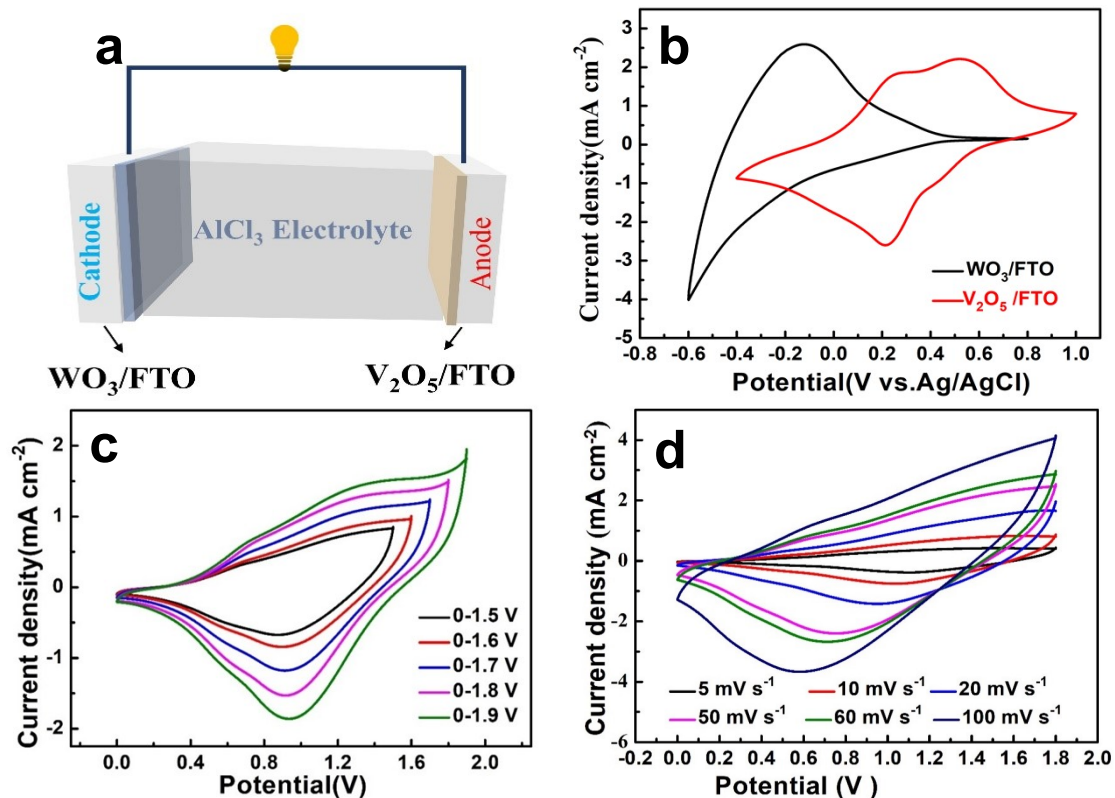 a
Cathode
AlCl₃ Electrolyte
Anode
WO₃/FTO
V₂O₅/FTO
b
Current density(mA cm⁻²)
3
2
1
0
-1
-2
-3
-4
-5
WO₃/FTO
V₂O₅ /FTO
-0.8 -0.6 -0.4 -0.2 0.0 0.2 0.4 0.6 0.8 1.0
Potential(V vs.Ag/AgCl)
c
Current density(mA cm⁻²)
2
1
0
-1
-2
0-1.5 V
0-1.6 V
0-1.7 V
0-1.8 V
0-1.9 V
0.0 0.4 0.8 1.2 1.6 2.0
Potential(V)
d
Current density (mA cm⁻²)
4
2
0
-2
-4
-6
5 mV s⁻¹ 10 mV s⁻¹ 20 mV s⁻¹
50 mV s⁻¹ 60 mV s⁻¹ 100 mV s⁻¹
-0.2 0.0 0.2 0.4 0.6 0.8 1.0 1.2 1.4 1.6 1.8 2.0
Potential (V )